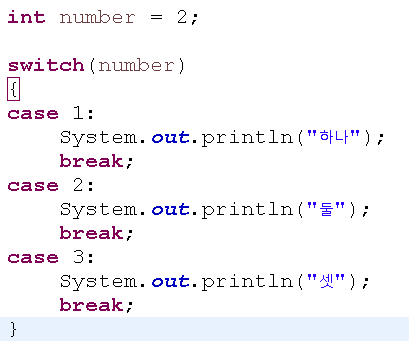 int number = 2;
switch(number)
{
case 1:
System.out.println("하나");
break;
case 2:
System.out.println("둘");
break;
case 3:
System.out.println("셋");
break;
}